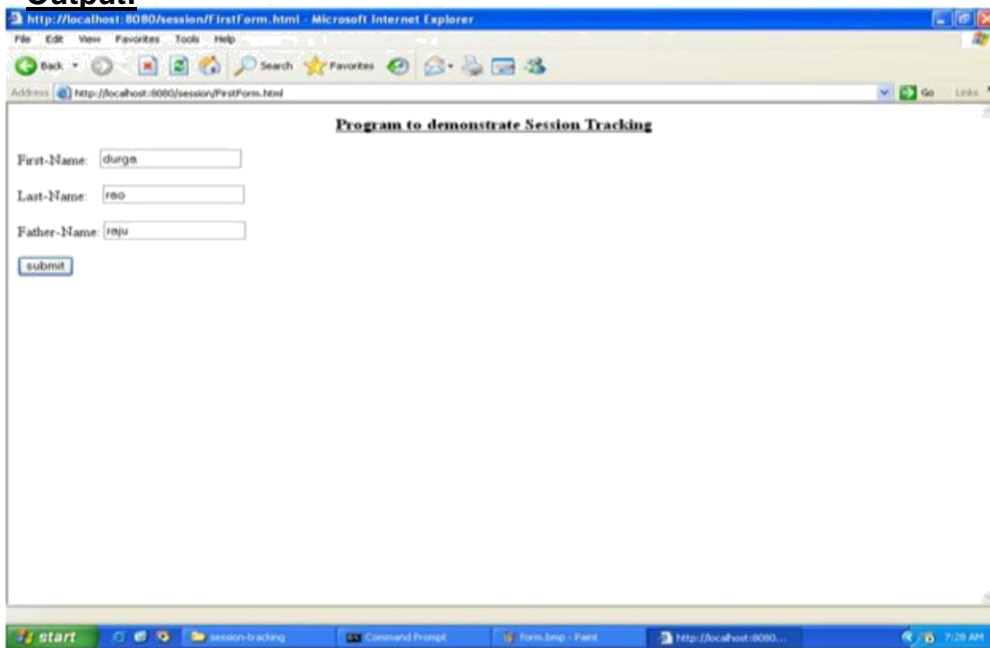 Output:
http://localhost:8080/session/FirstForm.html - Microsoft Internet Explorer
File Edit View Favorites Tools Help
Back Search Favorites
Address http://localhost:8080/session/FirstForm.html Go Links
Program to demonstrate Session Tracking
First-Name: durga
Last-Name: rao
Father-Name: raju
submit
start session-tracking Command Prompt form.bmp - Paint http://localhost:8080... 7:28 AM